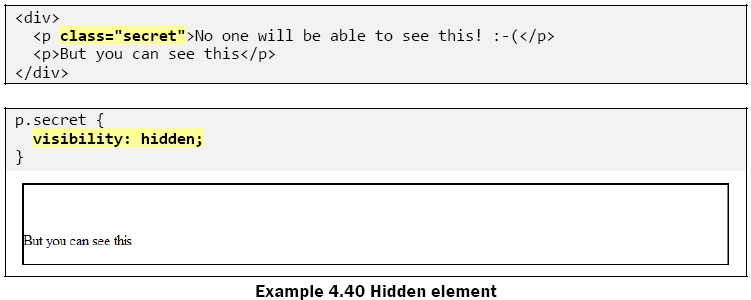 <div>
  <p class="secret">No one will be able to see this! :-(</p>
  <p>But you can see this</p>
</div>
p.secret {
  visibility: hidden;
}
But you can see this
Example 4.40 Hidden element